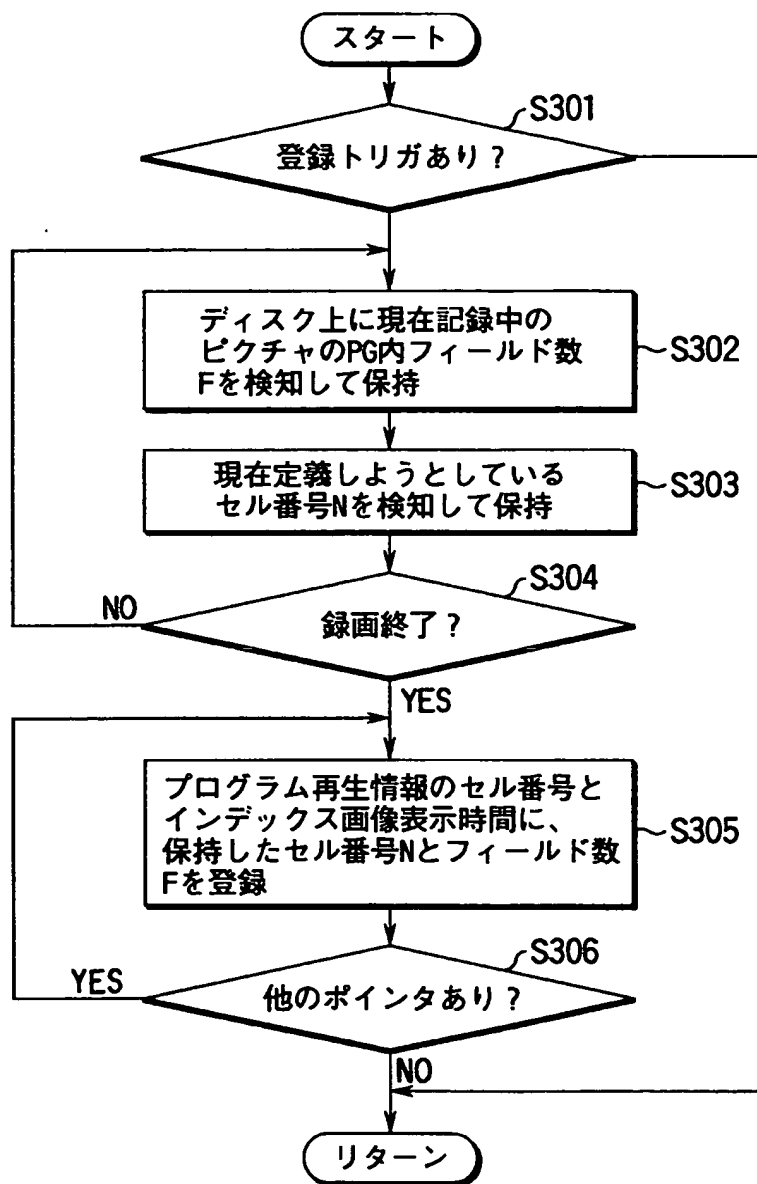 スタート
S301
登録トリガあり？
ディスク上に現在記録中の
ピクチャのPG内フィールド数
Fを検知して保持
S302
現在定義しようとしている
セル番号Nを検知して保持
S303
S304
NO
録画終了？
YES
プログラム再生情報のセル番号と
インデックス画像表示時間に、
保持したセル番号Nとフィールド数
Fを登録
S305
S306
YES
他のポインタあり？
NO
リターン